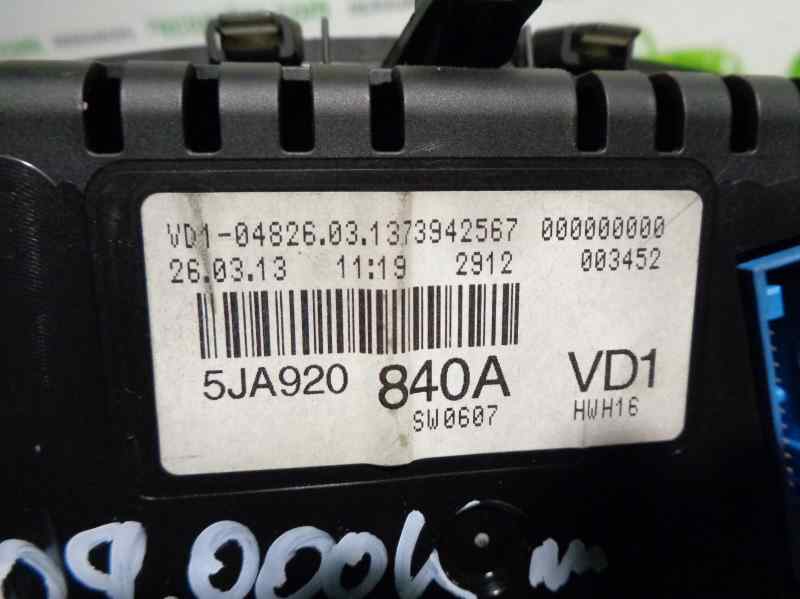 VD1-04826.03.1373942567 000000000
26.03.13 11:19 2912 003452
5JA920 840A VD1
SW0607 HWH16